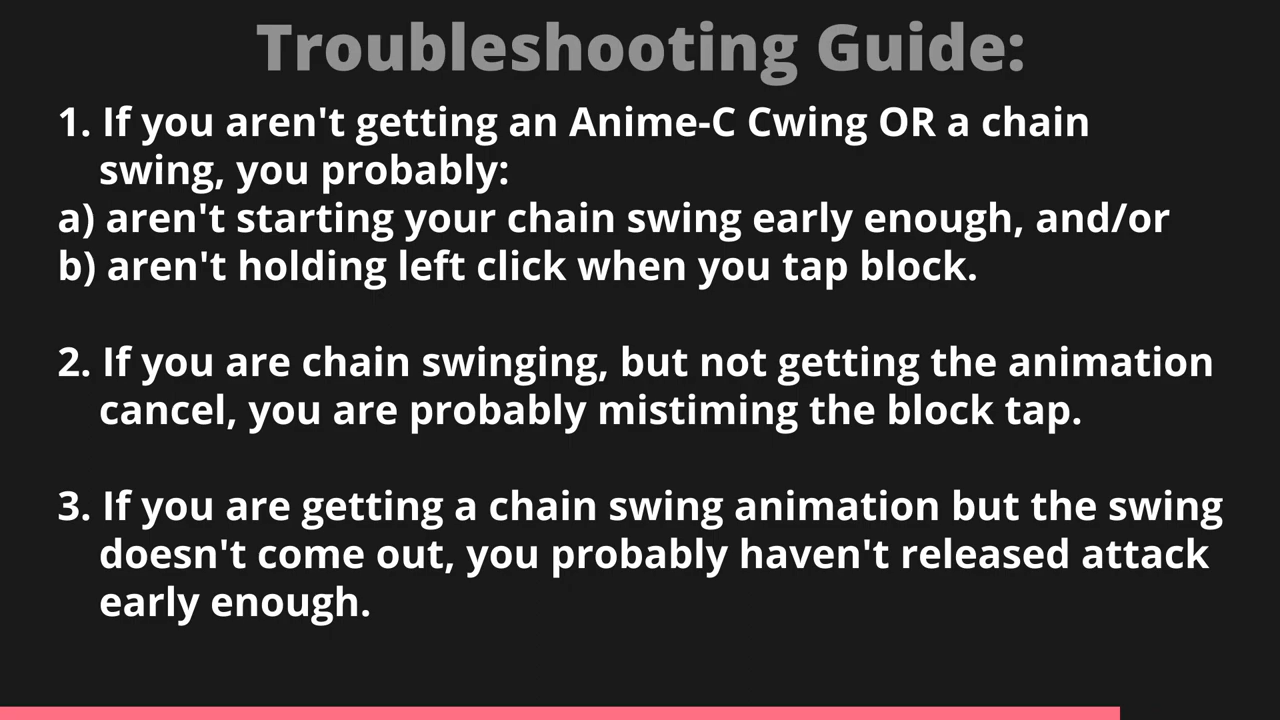 Troubleshooting Guide:
1. If you aren't getting an Anime-C Cwing OR a chain
swing, you probably:
a) aren't starting your chain swing early enough, and/or
b) aren't holding left click when you tap block.
2. If you are chain swinging, but not getting the animation
cancel, you are probably mistiming the block tap.
3. If you are getting a chain swing animation but the swing
doesn't come out, you probably haven't released attack
early enough.